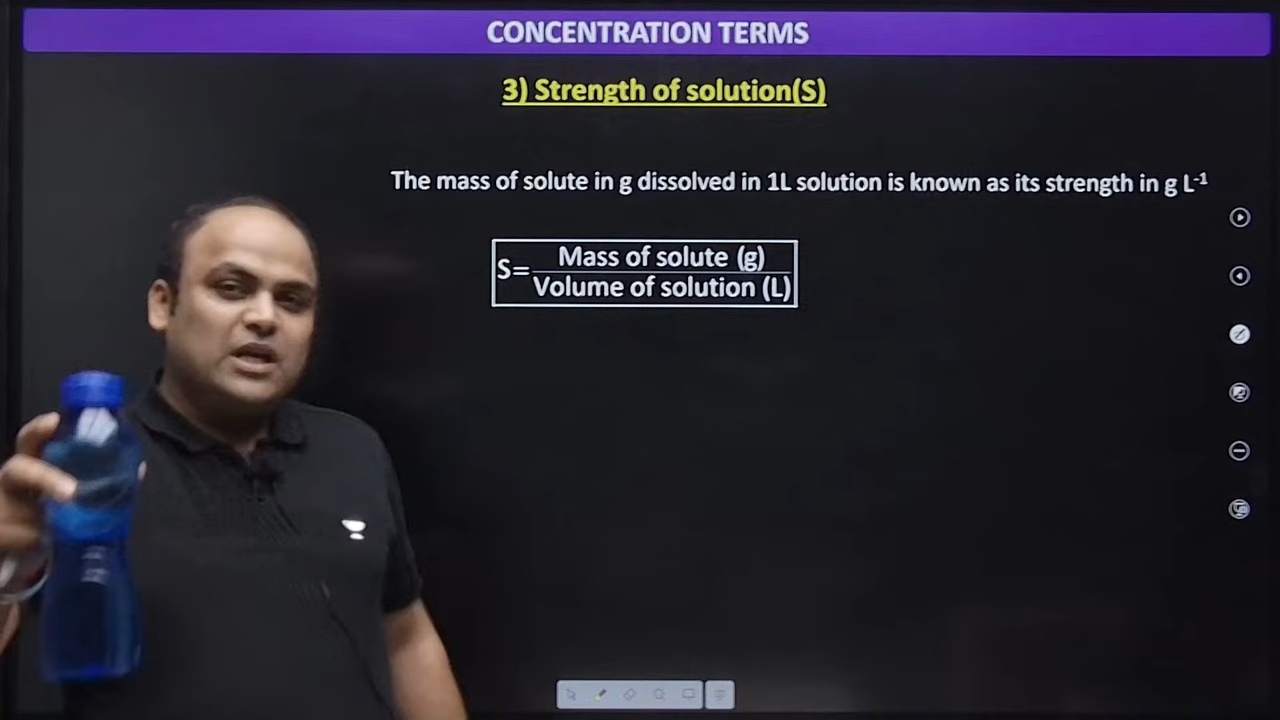 CONCENTRATION TERMS
3) Strength of solution(S)
The mass of solute in g dissolved in 1L solution is known as its strength in g L⁻¹
S= Mass of solute (g)
Volume of solution (L)